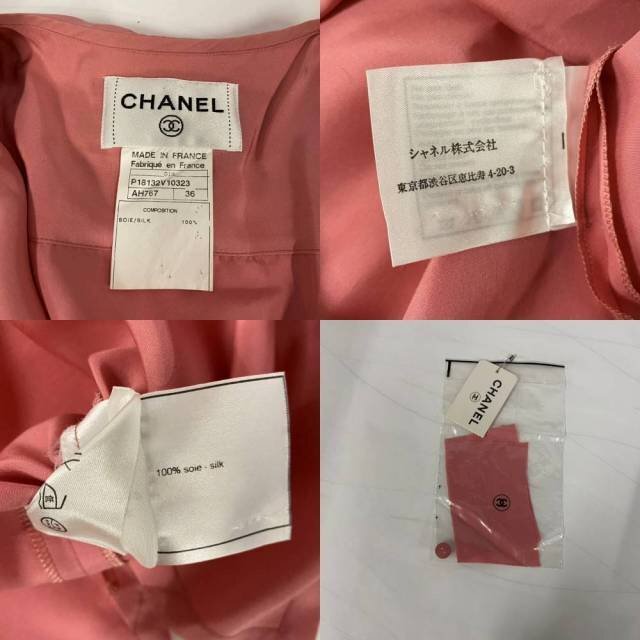 CHANEL
MADE IN FRANCE
Fabriqué en France
P18132V10323
AH767 36
COMPOSITION
SOIE/SILK 100%
シャネル株式会社
東京都渋谷区恵比寿 4-20-3
100% soie - silk
CHANEL